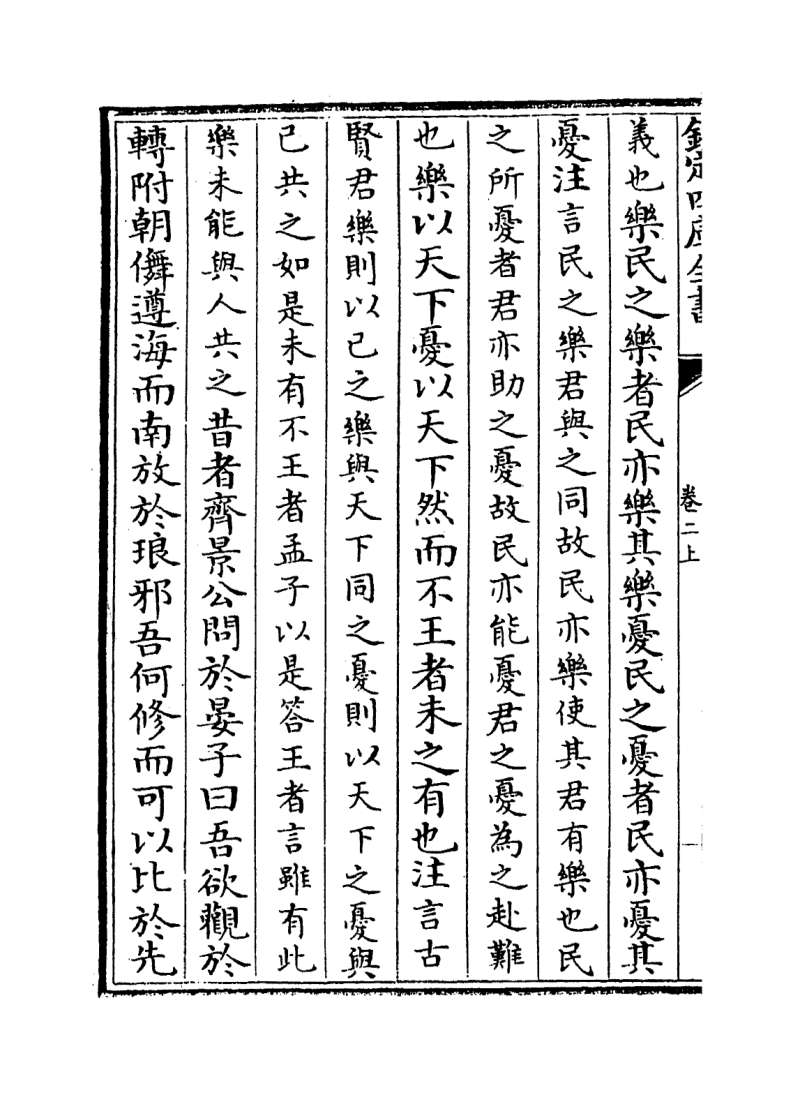 欽定四庫全書
卷二上
義也樂民之樂者民亦樂其樂憂民之憂者民亦憂其
憂注言民之樂君與之同故民亦樂使其君有樂也民
之所憂者君亦助之憂故民亦能憂君之憂為之赴難
也樂以天下憂以天下然而不王者未之有也注言古
賢君樂則以已之樂與天下同之憂則以天下之憂與
已共之如是未有不王者孟子以是答王者言雖有此
樂未能與人共之昔者齊景公問於晏子曰吾欲觀於
轉附朝儛遵海而南放於琅邪吾何修而可以比於先